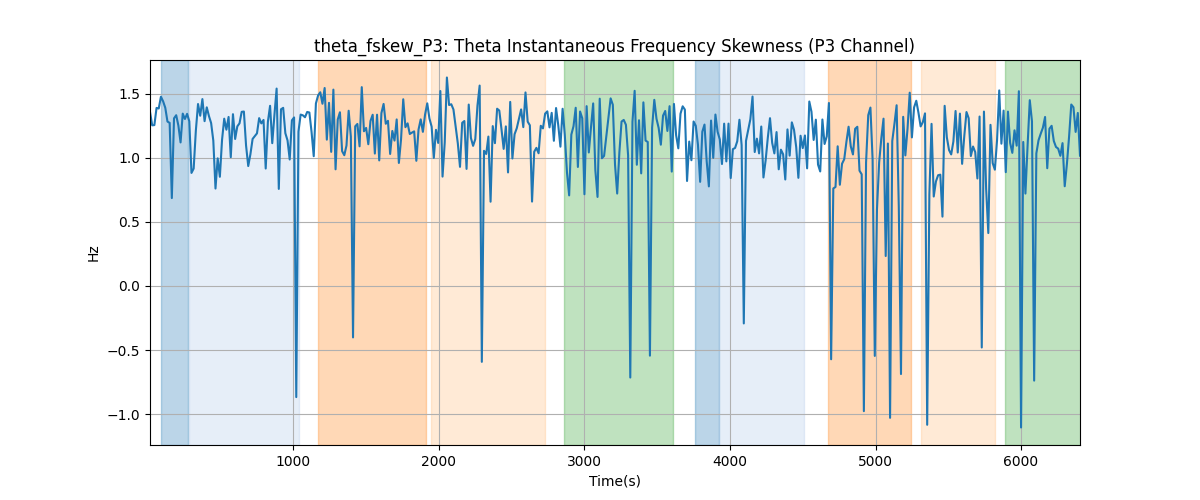 theta_fskew_P3: Theta Instantaneous Frequency Skewness (P3 Channel)
1.5
1.0
0.5
0.0
−0.5
−1.0
Hz
1000 2000 3000 4000 5000 6000
Time(s)